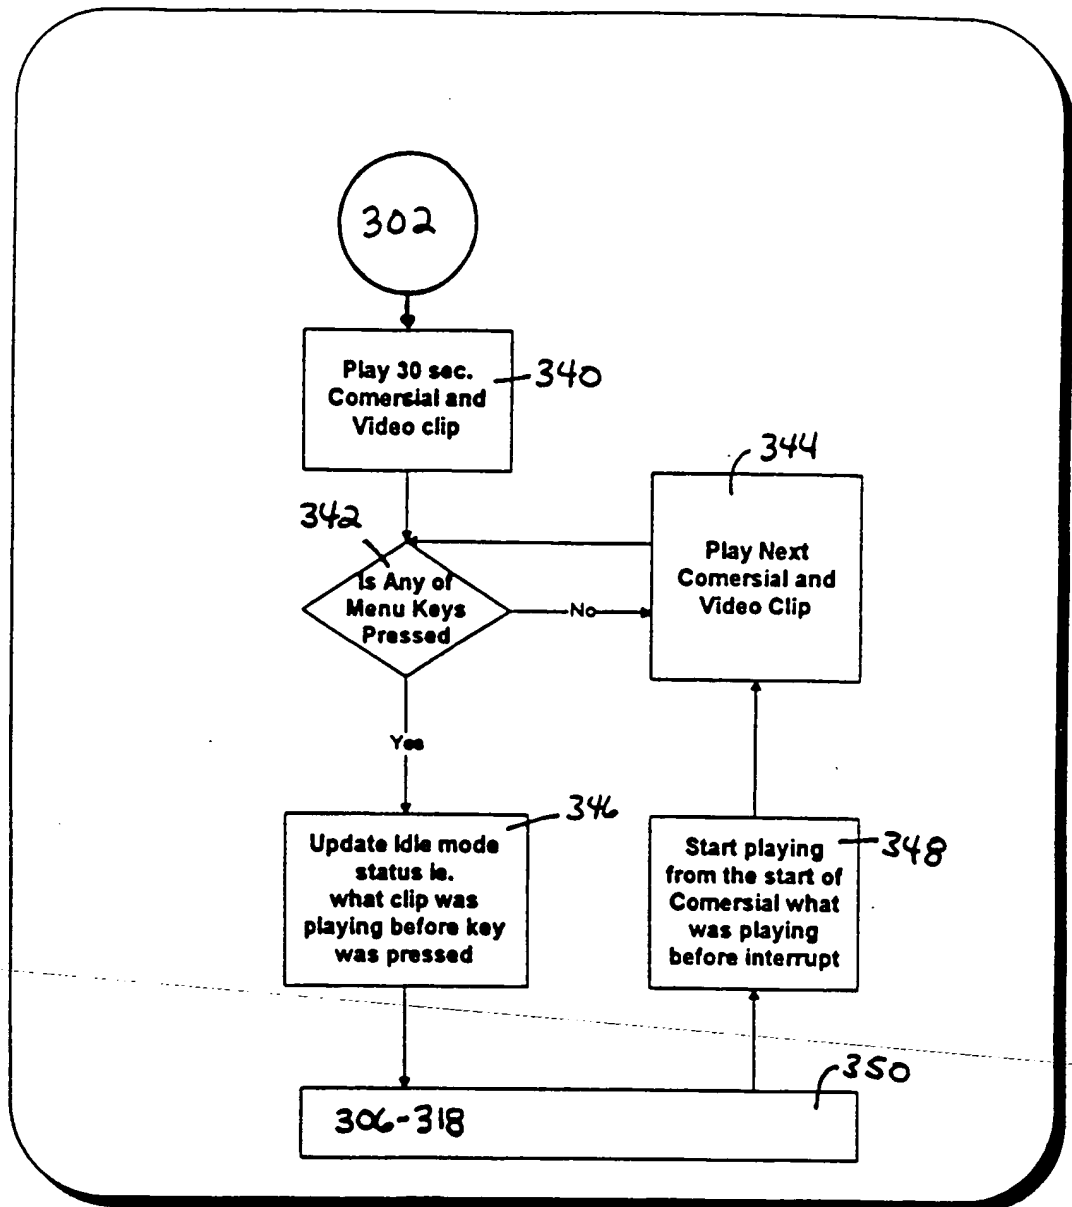 302
Play 30 sec.
Comersial and
Video clip
340
344
342
Is Any of
Menu Keys
Pressed
No
Play Next
Comersial and
Video Clip
Yes
346
Update Idle mode
status ie.
what clip was
playing before key
was pressed
348
Start playing
from the start of
Comersial what
was playing
before interrupt
350
306-318